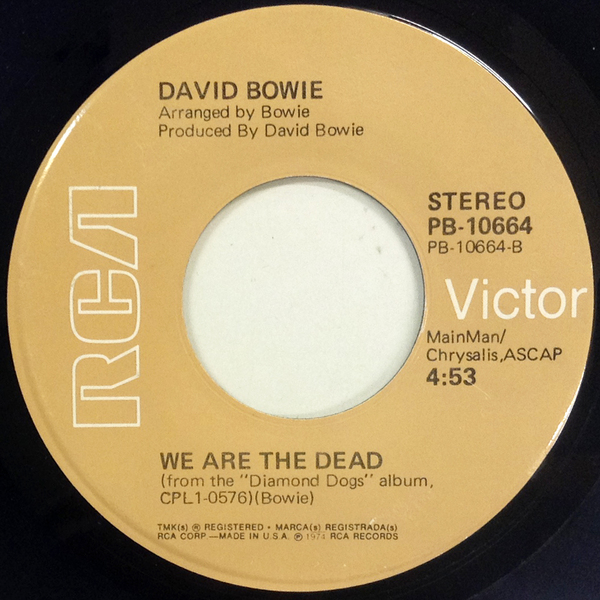 DAVID BOWIE
Arranged by Bowie
Produced By David Bowie
RCA
STEREO
PB-10664
PB-10664-B
Victor
MainMan/
Chrysalis,ASCAP
4:53
WE ARE THE DEAD
(from the "Diamond Dogs" album,
CPL1-0576)(Bowie)
TMK(s) ® REGISTERED • MARCA(s) REGISTRADA(s)
RCA CORP.—MADE IN U.S.A. ℗ 1974 RCA RECORDS